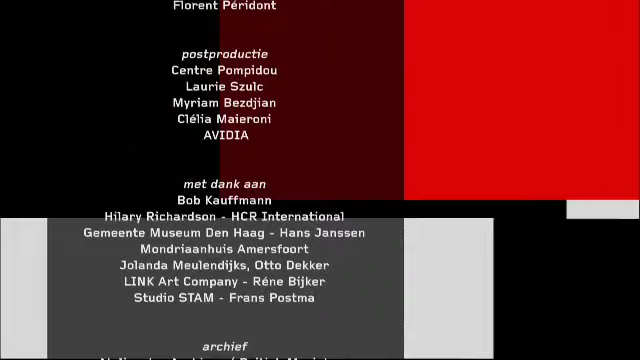 Florent Péridont
postproductie
Centre Pompidou
Laurie Szulc
Myriam Bezdjian
Clélia Maieroni
AVIDIA
met dank aan
Bob Kauffmann
Hilary Richardson - HCR International
Gemeente Museum Den Haag - Hans Janssen
Mondriaanhuis Amersfoort
Jolanda Meulendijks, Otto Dekker
LINK Art Company - Réne Bijker
Studio STAM - Frans Postma
archief